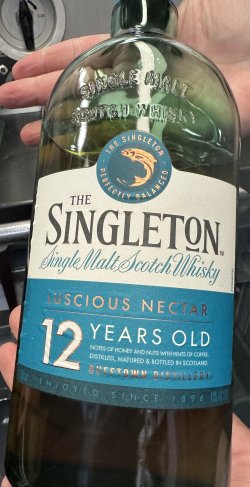 SINGLE MALT
SCOTCH WHISKY
THE SINGLETON
PERFECTLY BALANCED
THE
SINGLETON
Single Malt Scotch Whisky
LUSCIOUS NECTAR
12 YEARS OLD
NOTES OF HONEY AND NUTS WITH HINTS OF COFFEE.
DISTILLED, MATURED & BOTTLED IN SCOTLAND.
DUFFTOWN DISTILLERY
ENJOYED SINCE 1896